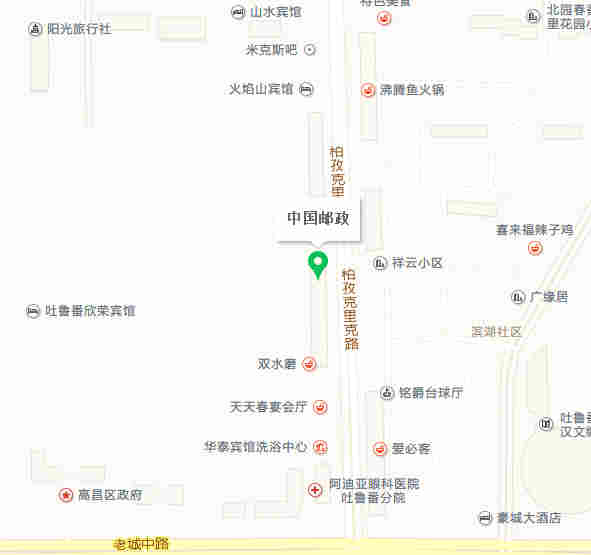 山水宾馆
特色美食
北园春番
里花园小
阳光旅行社
米克斯吧
火焰山宾馆
沸腾鱼火锅
柏孜克里
中国邮政
喜来福辣子鸡
祥云小区
柏孜克里克路
广缘居
吐鲁番欣荣宾馆
滨湖社区
双水磨
铭爵台球厅
天天春宴会厅
吐鲁番
汉文
华泰宾馆洗浴中心
爱必客
高昌区政府
阿迪亚眼科医院
吐鲁番分院
豪城大酒店
老城中路